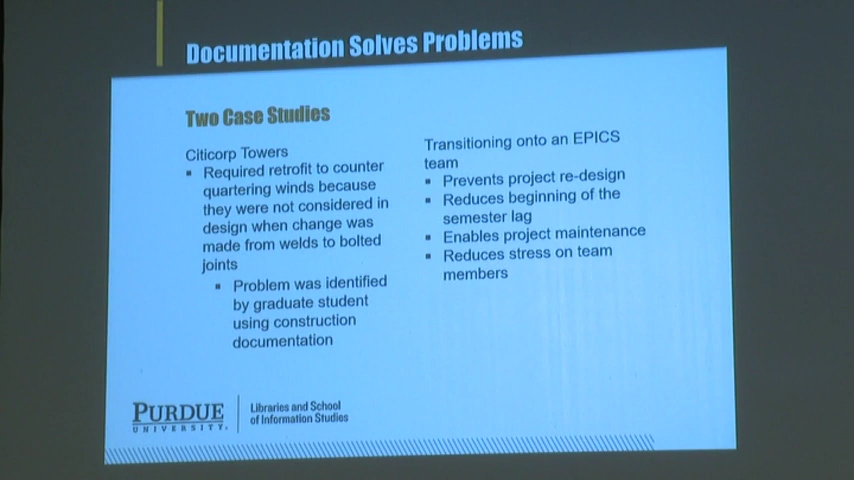 Documentation Solves Problems
Two Case Studies
Citicorp Towers
▪ Required retrofit to counter
quartering winds because
they were not considered in
design when change was
made from welds to bolted
joints
▪ Problem was identified
by graduate student
using construction
documentation
Transitioning onto an EPICS
team
▪ Prevents project re-design
▪ Reduces beginning of the
semester lag
▪ Enables project maintenance
▪ Reduces stress on team
members
PURDUE
UNIVERSITY®
Libraries and School
of Information Studies